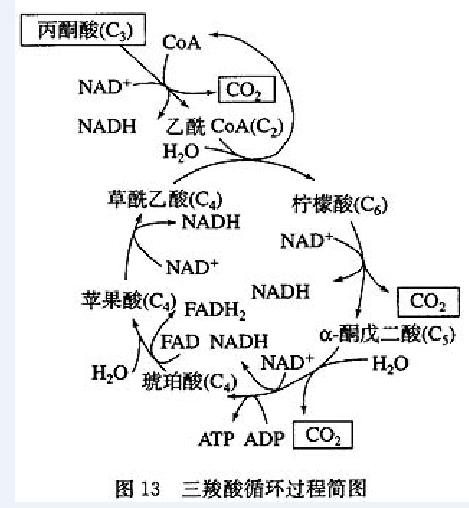 丙酮酸(C₃)
CoA
NAD⁺
CO₂
NADH
乙酰 CoA(C₂)
H₂O
草酰乙酸(C₄)
柠檬酸(C₆)
NADH
NAD⁺
NAD⁺
NADH
CO₂
苹果酸(C₄)
FADH₂
α-酮戊二酸(C₅)
FAD
NADH
NAD⁺
H₂O
H₂O
琥珀酸(C₄)
ATP
ADP
CO₂
图 13 三羧酸循环过程简图